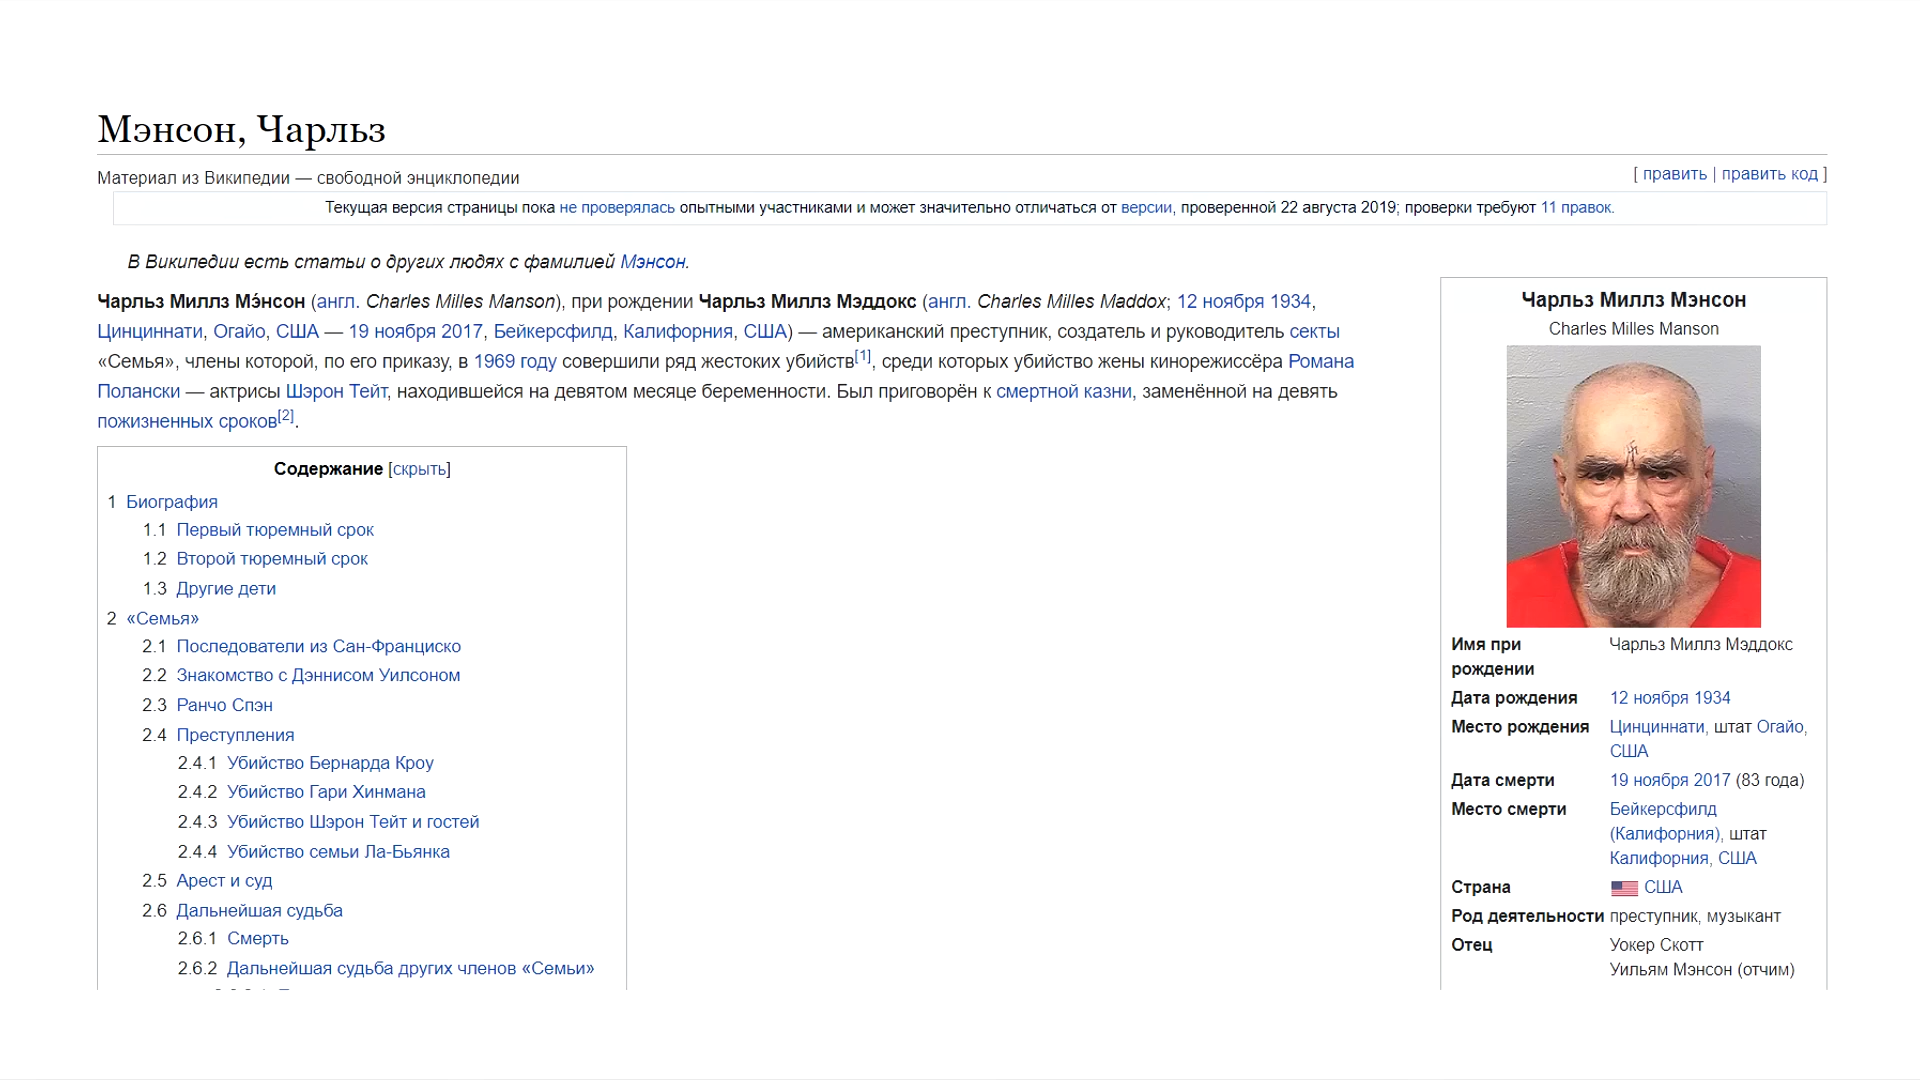 Мэнсон, Чарльз
Материал из Википедии — свободной энциклопедии
[ править | править код ]
Текущая версия страницы пока не проверялась опытными участниками и может значительно отличаться от версии, проверенной 22 августа 2019; проверки требуют 11 правок.
В Википедии есть статьи о других людях с фамилией Мэнсон.
Чарльз Миллз Мэ́нсон (англ. Charles Milles Manson), при рождении Чарльз Миллз Мэддокс (англ. Charles Milles Maddox; 12 ноября 1934,
Цинциннати, Огайо, США — 19 ноября 2017, Бейкерсфилд, Калифорния, США) — американский преступник, создатель и руководитель секты
«Семья», члены которой, по его приказу, в 1969 году совершили ряд жестоких убийств[1], среди которых убийство жены кинорежиссёра Романа
Полански — актрисы Шэрон Тейт, находившейся на девятом месяце беременности. Был приговорён к смертной казни, заменённой на девять
пожизненных сроков[2].
Содержание [скрыть]
1 Биография
1.1 Первый тюремный срок
1.2 Второй тюремный срок
1.3 Другие дети
2 «Семья»
2.1 Последователи из Сан-Франциско
2.2 Знакомство с Дэннисом Уилсоном
2.3 Ранчо Спэн
2.4 Преступления
2.4.1 Убийство Бернарда Кроу
2.4.2 Убийство Гари Хинмана
2.4.3 Убийство Шэрон Тейт и гостей
2.4.4 Убийство семьи Ла-Бьянка
2.5 Арест и суд
2.6 Дальнейшая судьба
2.6.1 Смерть
2.6.2 Дальнейшая судьба других членов «Семьи»
Чарльз Миллз Мэнсон
Charles Milles Manson
Имя при Чарльз Миллз Мэддокс
рождении
Дата рождения 12 ноября 1934
Место рождения Цинциннати, штат Огайо,
США
Дата смерти 19 ноября 2017 (83 года)
Место смерти Бейкерсфилд
(Калифорния), штат
Калифорния, США
Страна США
Род деятельности преступник, музыкант
Отец Уокер Скотт
Уильям Мэнсон (отчим)